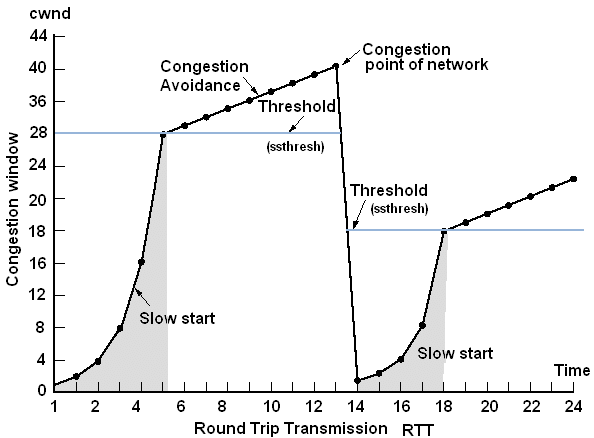 cwnd
44
40
36
32
28
24
20
18
16
12
8
4
0
Congestion window
Congestion
Avoidance
Congestion
point of network
Threshold
(ssthresh)
Threshold
(ssthresh)
Slow start
Slow start
Time
1 2 4 6 8 10 12 13 14 16 18 20 22 24
Round Trip Transmission RTT